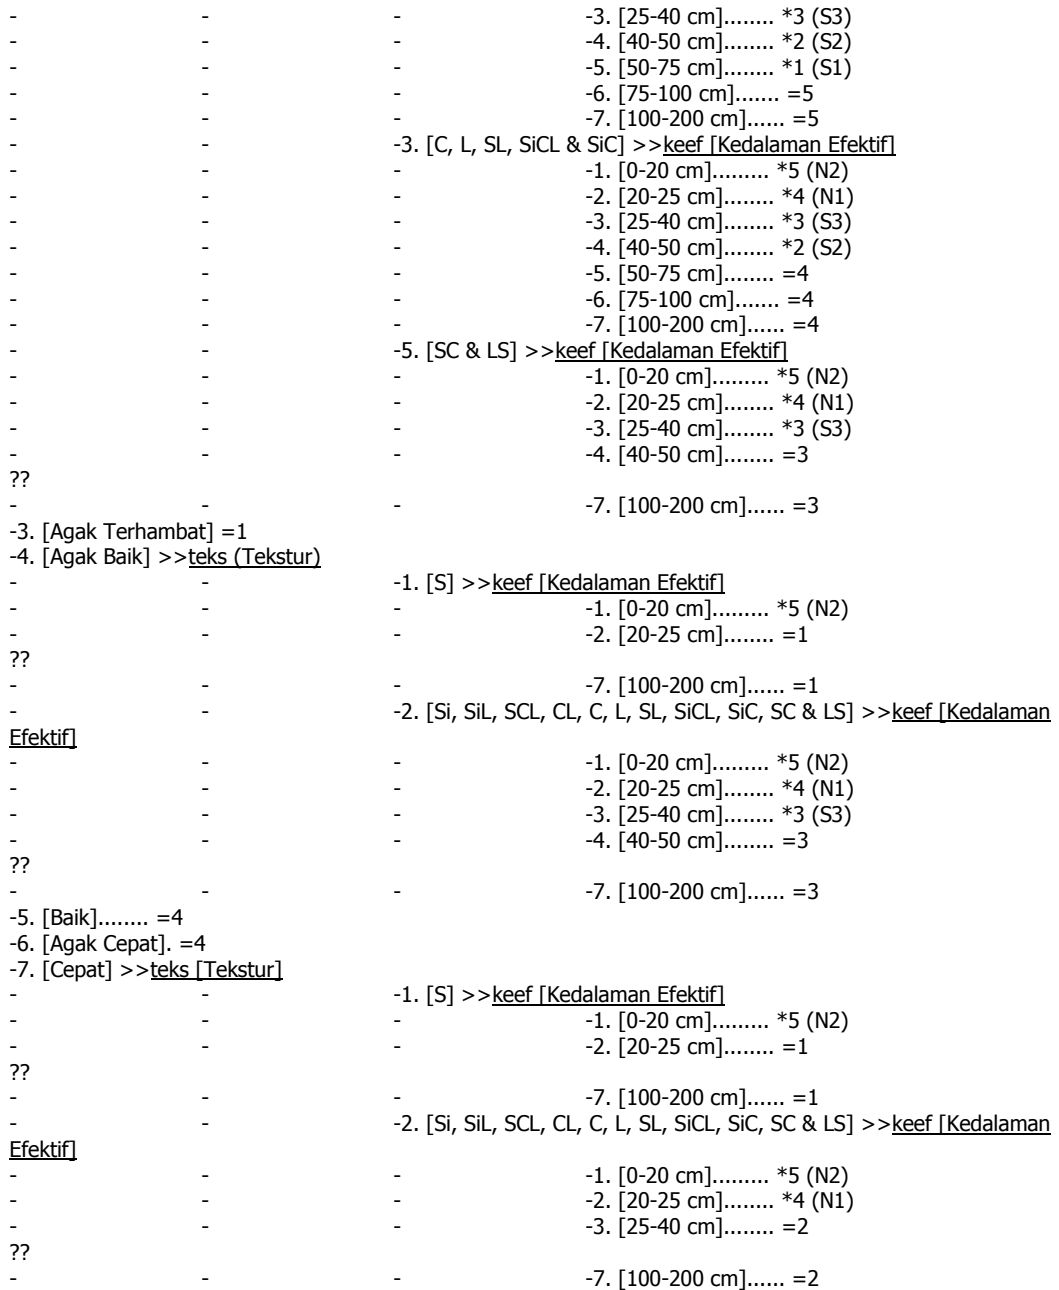 - - - -3. [25-40 cm]........ *3 (S3)
- - - -4. [40-50 cm]........ *2 (S2)
- - - -5. [50-75 cm]........ *1 (S1)
- - - -6. [75-100 cm]....... =5
- - - -7. [100-200 cm]...... =5
- - -3. [C, L, SL, SiCL & SiC] >>keef [Kedalaman Efektif]
- - - -1. [0-20 cm]......... *5 (N2)
- - - -2. [20-25 cm]........ *4 (N1)
- - - -3. [25-40 cm]........ *3 (S3)
- - - -4. [40-50 cm]........ *2 (S2)
- - - -5. [50-75 cm]........ =4
- - - -6. [75-100 cm]....... =4
- - - -7. [100-200 cm]...... =4
- - -5. [SC & LS] >>keef [Kedalaman Efektif]
- - - -1. [0-20 cm]......... *5 (N2)
- - - -2. [20-25 cm]........ *4 (N1)
- - - -3. [25-40 cm]........ *3 (S3)
- - - -4. [40-50 cm]........ =3
??
- - - -7. [100-200 cm]...... =3
-3. [Agak Terhambat] =1
-4. [Agak Baik] >>teks (Tekstur)
- - -1. [S] >>keef [Kedalaman Efektif]
- - - -1. [0-20 cm]......... *5 (N2)
- - - -2. [20-25 cm]........ =1
??
- - - -7. [100-200 cm]...... =1
- - -2. [Si, SiL, SCL, CL, C, L, SL, SiCL, SiC, SC & LS] >>keef [Kedalaman
Efektif]
- - - -1. [0-20 cm]......... *5 (N2)
- - - -2. [20-25 cm]........ *4 (N1)
- - - -3. [25-40 cm]........ *3 (S3)
- - - -4. [40-50 cm]........ =3
??
- - - -7. [100-200 cm]...... =3
-5. [Baik]........ =4
-6. [Agak Cepat]. =4
-7. [Cepat] >>teks [Tekstur]
- - -1. [S] >>keef [Kedalaman Efektif]
- - - -1. [0-20 cm]......... *5 (N2)
- - - -2. [20-25 cm]........ =1
??
- - - -7. [100-200 cm]...... =1
- - -2. [Si, SiL, SCL, CL, C, L, SL, SiCL, SiC, SC & LS] >>keef [Kedalaman
Efektif]
- - - -1. [0-20 cm]......... *5 (N2)
- - - -2. [20-25 cm]........ *4 (N1)
- - - -3. [25-40 cm]........ =2
??
- - - -7. [100-200 cm]...... =2